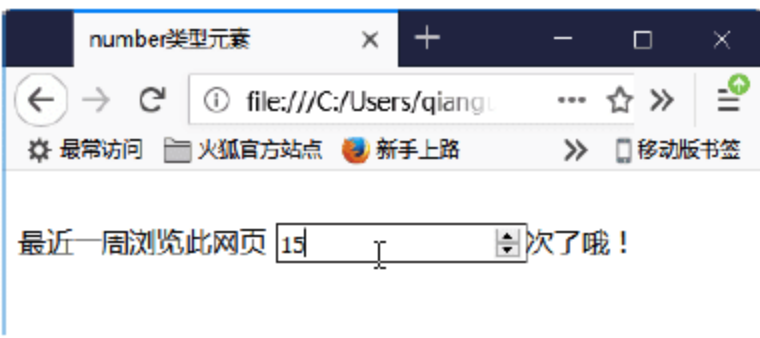 number类型元素
file:///C:/Users/qiangu
最常访问 火狐官方站点 新手上路 移动版书签
最近一周浏览此网页 15 次了哦！